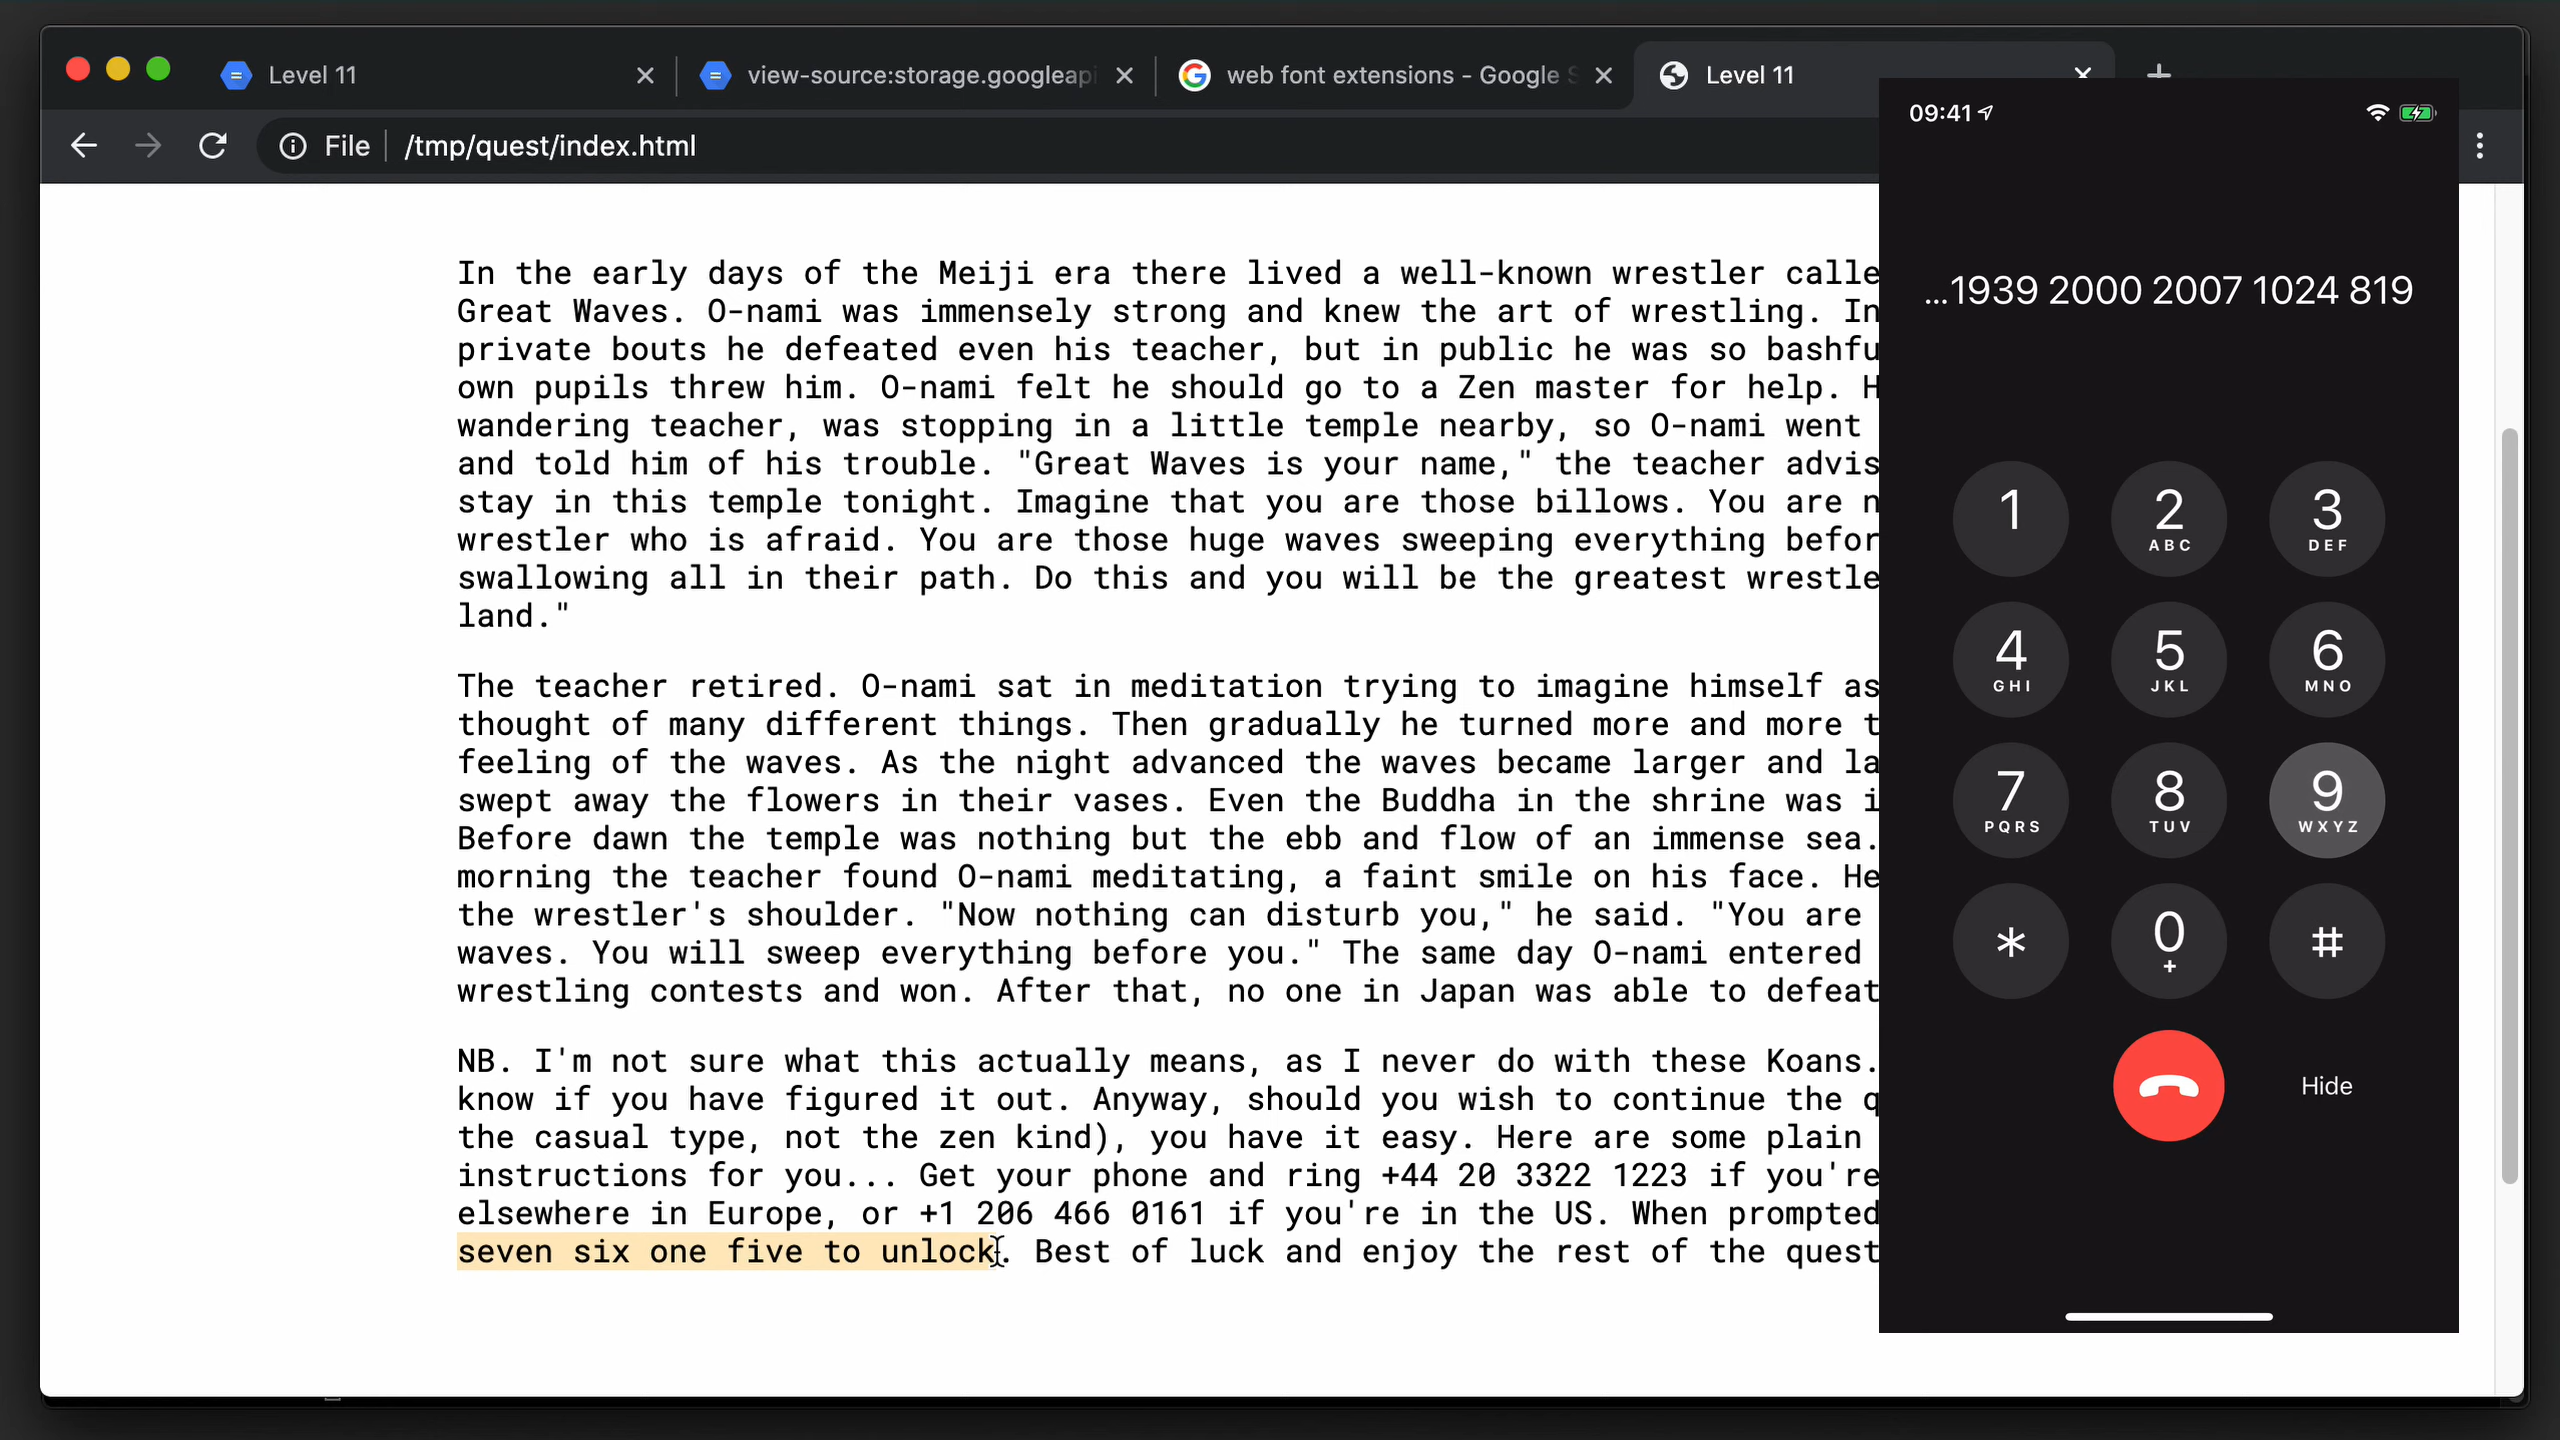 Level 11
view-source:storage.googleapi
web font extensions - Google S
Level 11
File
/tmp/quest/index.html
In the early days of the Meiji era there lived a well-known wrestler calle
Great Waves. O-nami was immensely strong and knew the art of wrestling. In
private bouts he defeated even his teacher, but in public he was so bashfu
own pupils threw him. O-nami felt he should go to a Zen master for help. H
wandering teacher, was stopping in a little temple nearby, so O-nami went
and told him of his trouble. "Great Waves is your name," the teacher advis
stay in this temple tonight. Imagine that you are those billows. You are n
wrestler who is afraid. You are those huge waves sweeping everything befor
swallowing all in their path. Do this and you will be the greatest wrestle
land."
The teacher retired. O-nami sat in meditation trying to imagine himself as
thought of many different things. Then gradually he turned more and more t
feeling of the waves. As the night advanced the waves became larger and la
swept away the flowers in their vases. Even the Buddha in the shrine was i
Before dawn the temple was nothing but the ebb and flow of an immense sea.
morning the teacher found O-nami meditating, a faint smile on his face. He
the wrestler's shoulder. "Now nothing can disturb you," he said. "You are
waves. You will sweep everything before you." The same day O-nami entered
wrestling contests and won. After that, no one in Japan was able to defeat
NB. I'm not sure what this actually means, as I never do with these Koans.
know if you have figured it out. Anyway, should you wish to continue the q
the casual type, not the zen kind), you have it easy. Here are some plain
instructions for you... Get your phone and ring +44 20 3322 1223 if you're
elsewhere in Europe, or +1 206 466 0161 if you're in the US. When prompted
seven six one five to unlock. Best of luck and enjoy the rest of the quest
09:41
...1939 2000 2007 1024 819
1
2
ABC
3
DEF
4
GHI
5
JKL
6
MNO
7
PQRS
8
TUV
9
WXYZ
*
0
+
#
Hide